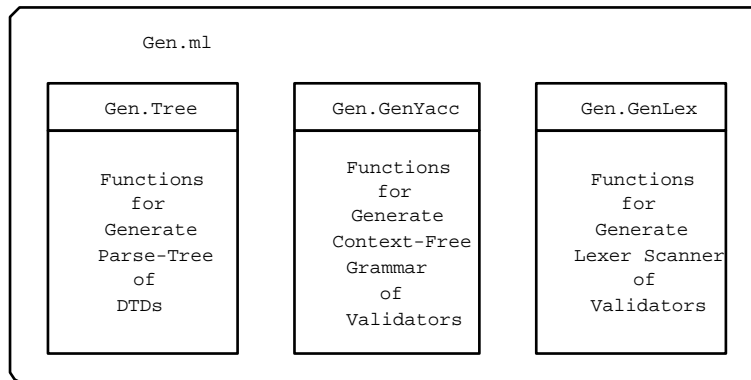 Gen.ml
Gen.Tree
Functions
for
Generate
Parse-Tree
of
DTDs
Gen.GenYacc
Functions
for
Generate
Context-Free
Grammar
of
Validators
Gen.GenLex
Functions
for
Generate
Lexer Scanner
of
Validators